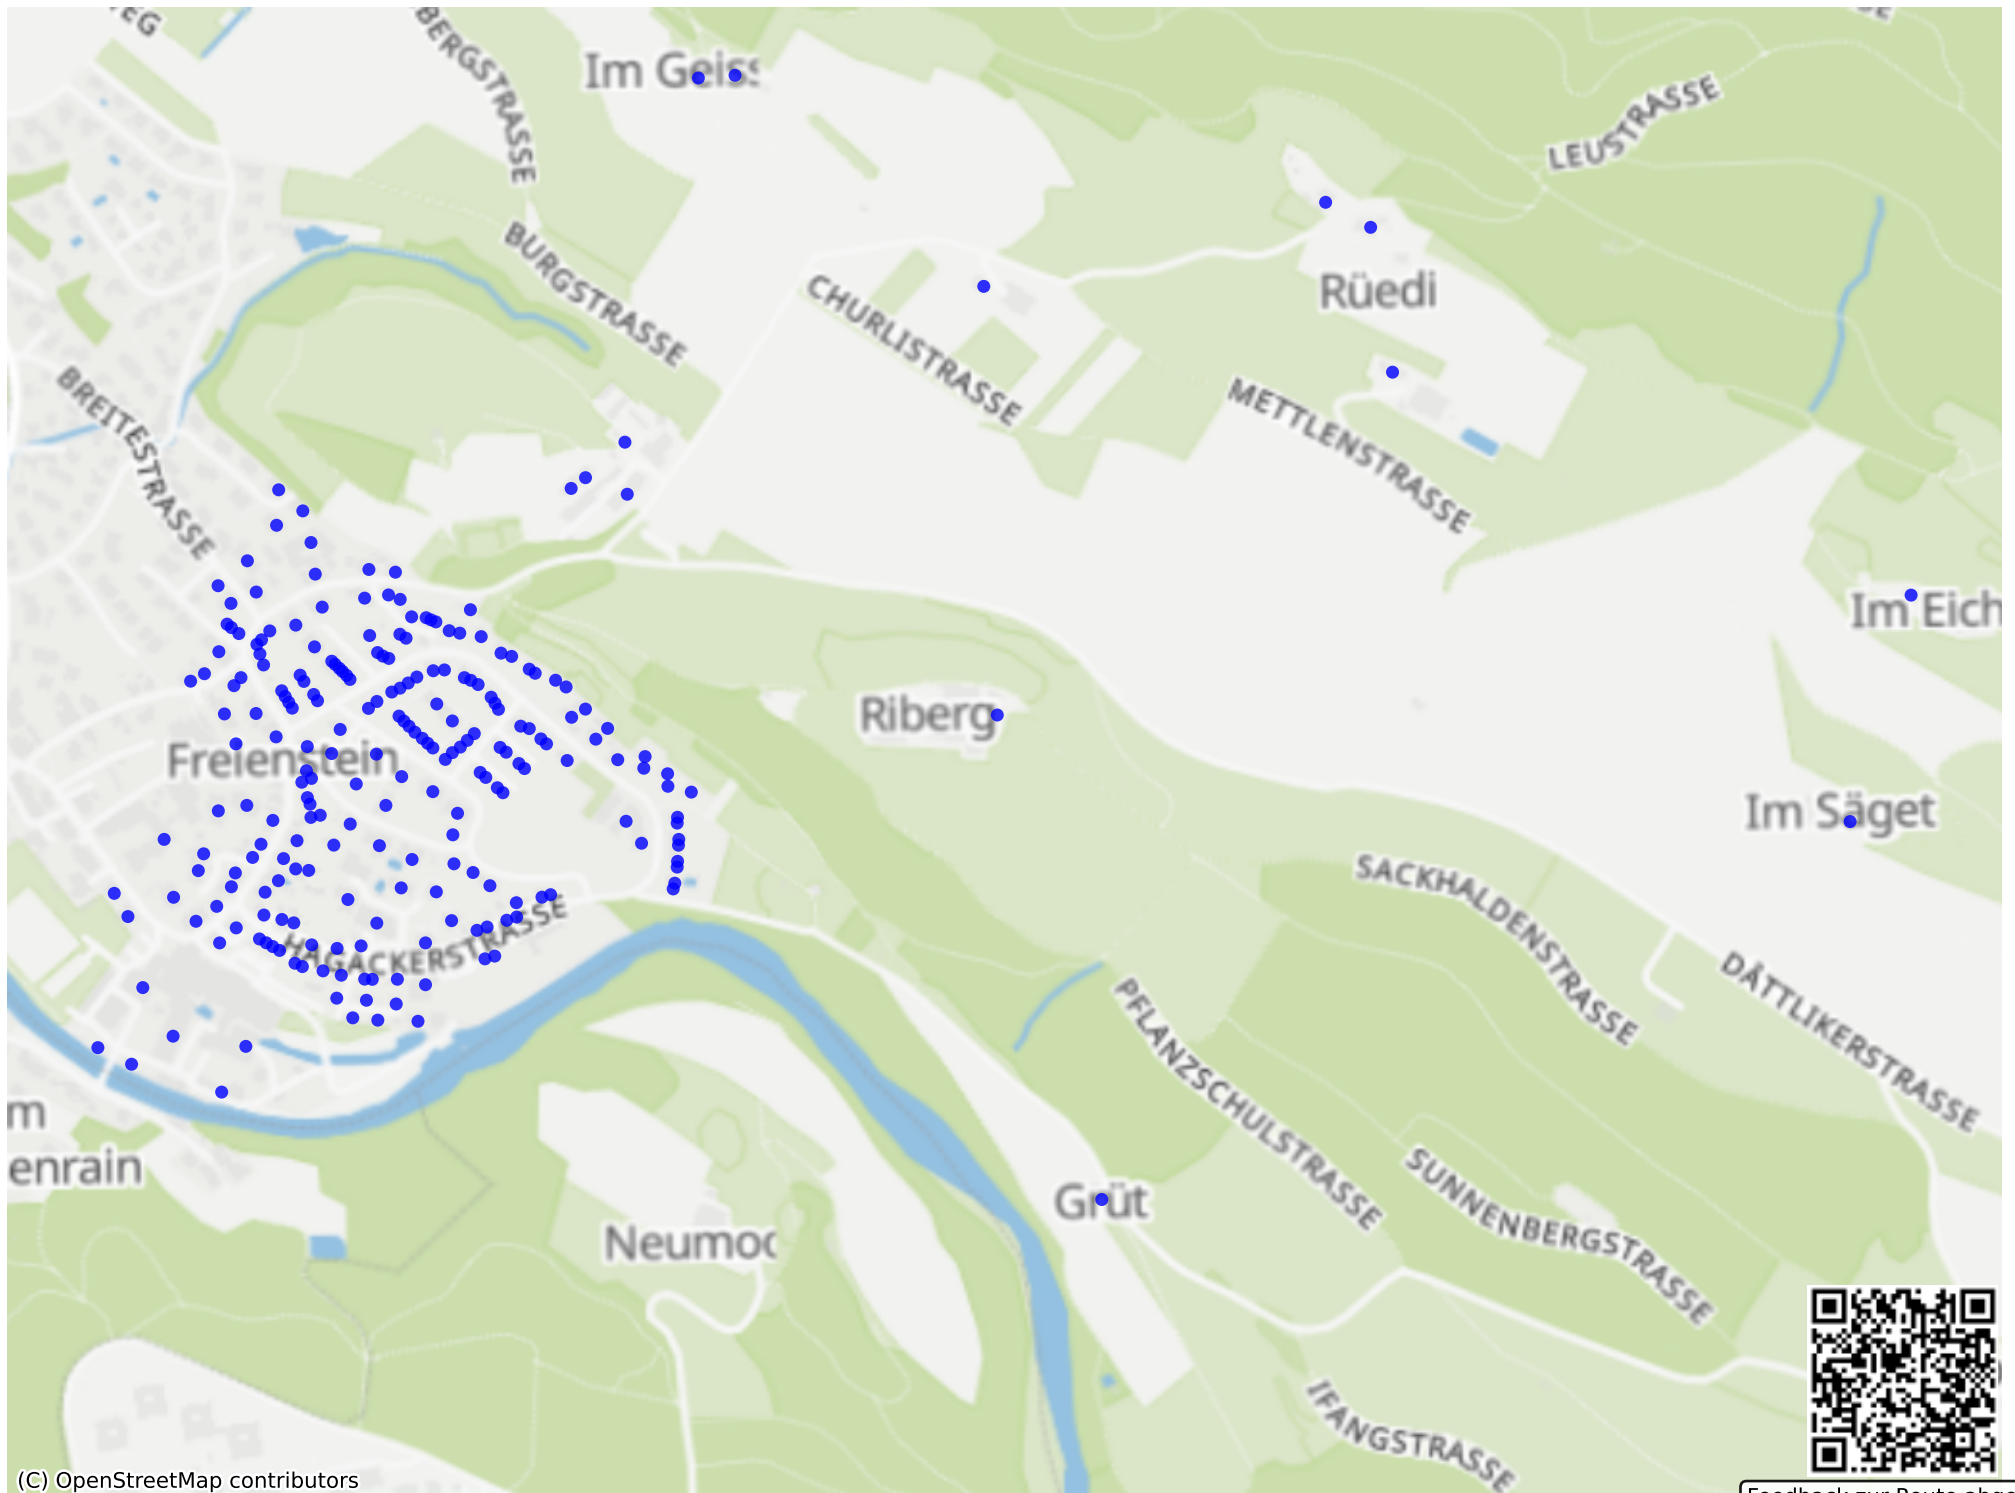 BERGSTRASSE
Im Geiss
LEUSTRASSE
BURGSTRASSE
CHURLISTRASSE
Rüedi
BREITESTRASSE
METTLENSTRASSE
Im Eich
Riberg
Freienstein
Im Säget
SACKHALDENSTRASSE
HAGACKERSTRASSE
DÄTTLIKERSTRASSE
PFLANZSCHULSTRASSE
m
enrain
SUNNENBERGSTRASSE
Grüt
Neumoo
IFANGSTRASSE
(C) OpenStreetMap contributors